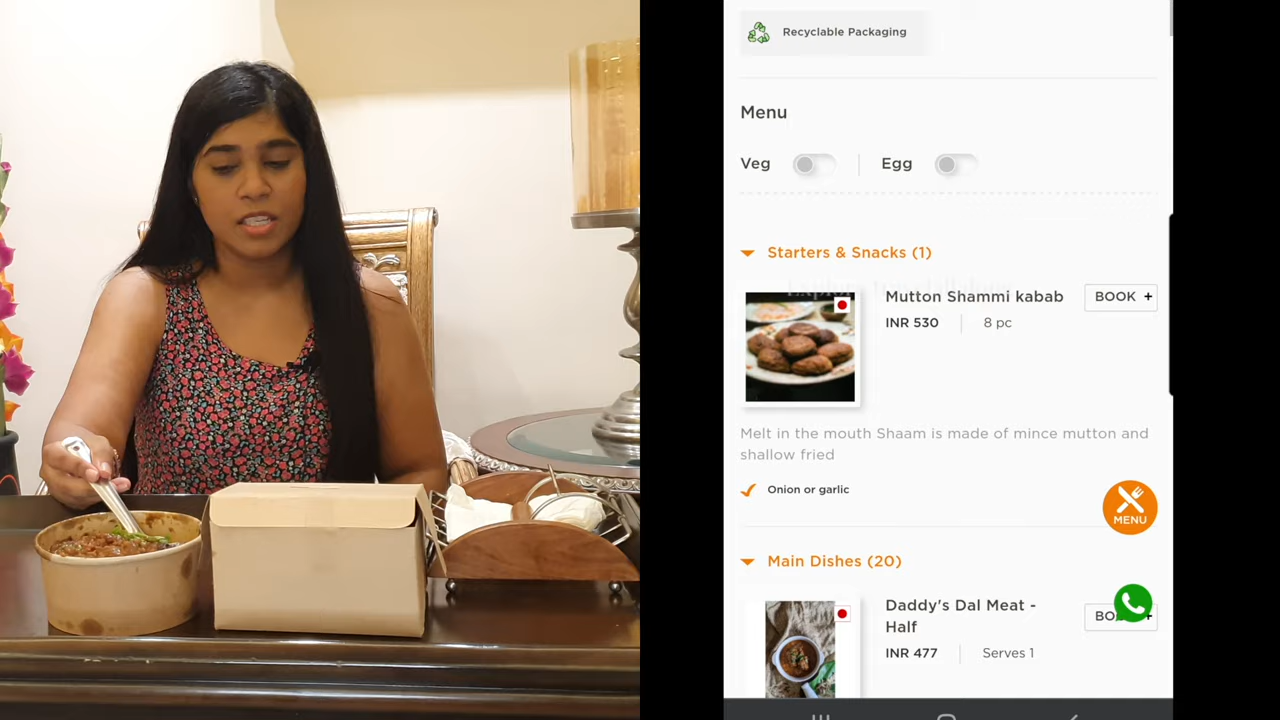 Recyclable Packaging
Menu
Veg
Egg
Starters & Snacks (1)
Mutton Shammi kabab
BOOK +
INR 530
8 pc
Melt in the mouth Shaam is made of mince mutton and
shallow fried
Onion or garlic
MENU
Main Dishes (20)
Daddy's Dal Meat -
Half
INR 477
Serves 1